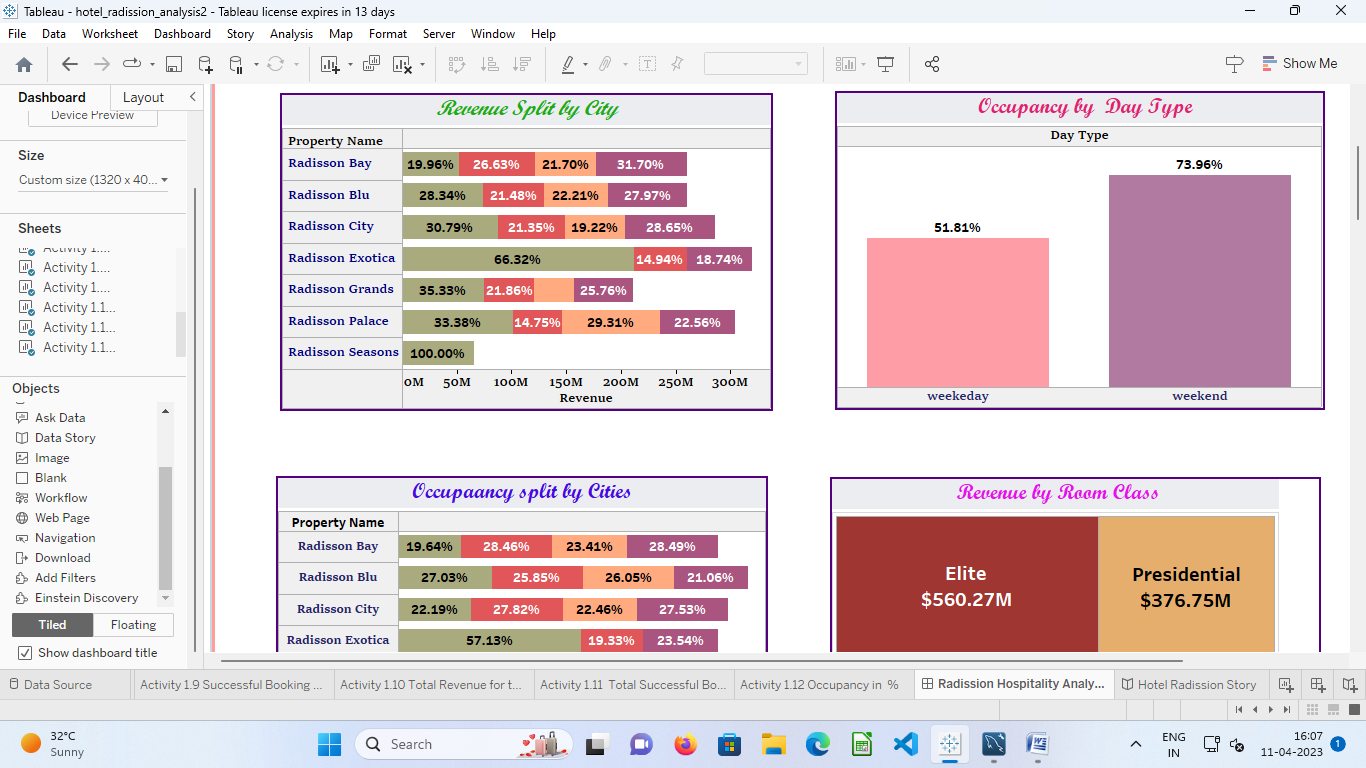 Tableau - hotel_radission_analysis2 - Tableau license expires in 13 days
File Data Worksheet Dashboard Story Analysis Map Format Server Window Help
Show Me
Dashboard Layout
Device Preview
Size
Custom size (1320 x 40...
Sheets
Activity 1....
Activity 1....
Activity 1....
Activity 1.1...
Activity 1.1...
Activity 1.1...
Objects
Ask Data
Data Story
Image
Blank
Workflow
Web Page
Navigation
Download
Add Filters
Einstein Discovery
Tiled Floating
Show dashboard title
Revenue Split by City
Property Name
Radisson Bay 19.96% 26.63% 21.70% 31.70%
Radisson Blu 28.34% 21.48% 22.21% 27.97%
Radisson City 30.79% 21.35% 19.22% 28.65%
Radisson Exotica 66.32% 14.94% 18.74%
Radisson Grands 35.33% 21.86% 25.76%
Radisson Palace 33.38% 14.75% 29.31% 22.56%
Radisson Seasons 100.00%
0M 50M 100M 150M 200M 250M 300M
Revenue
Occupancy by Day Type
Day Type
73.96%
51.81%
weekeday weekend
Occupaancy split by Cities
Property Name
Radisson Bay 19.64% 28.46% 23.41% 28.49%
Radisson Blu 27.03% 25.85% 26.05% 21.06%
Radisson City 22.19% 27.82% 22.46% 27.53%
Radisson Exotica 57.13% 19.33% 23.54%
Revenue by Room Class
Elite
$560.27M
Presidential
$376.75M
Data Source Activity 1.9 Successful Booking ... Activity 1.10 Total Revenue for t... Activity 1.11 Total Successful Bo... Activity 1.12 Occupancy in % Radission Hospitality Analy... Hotel Radission Story
32°C
Sunny
Search
ENG
IN
16:07
11-04-2023
1